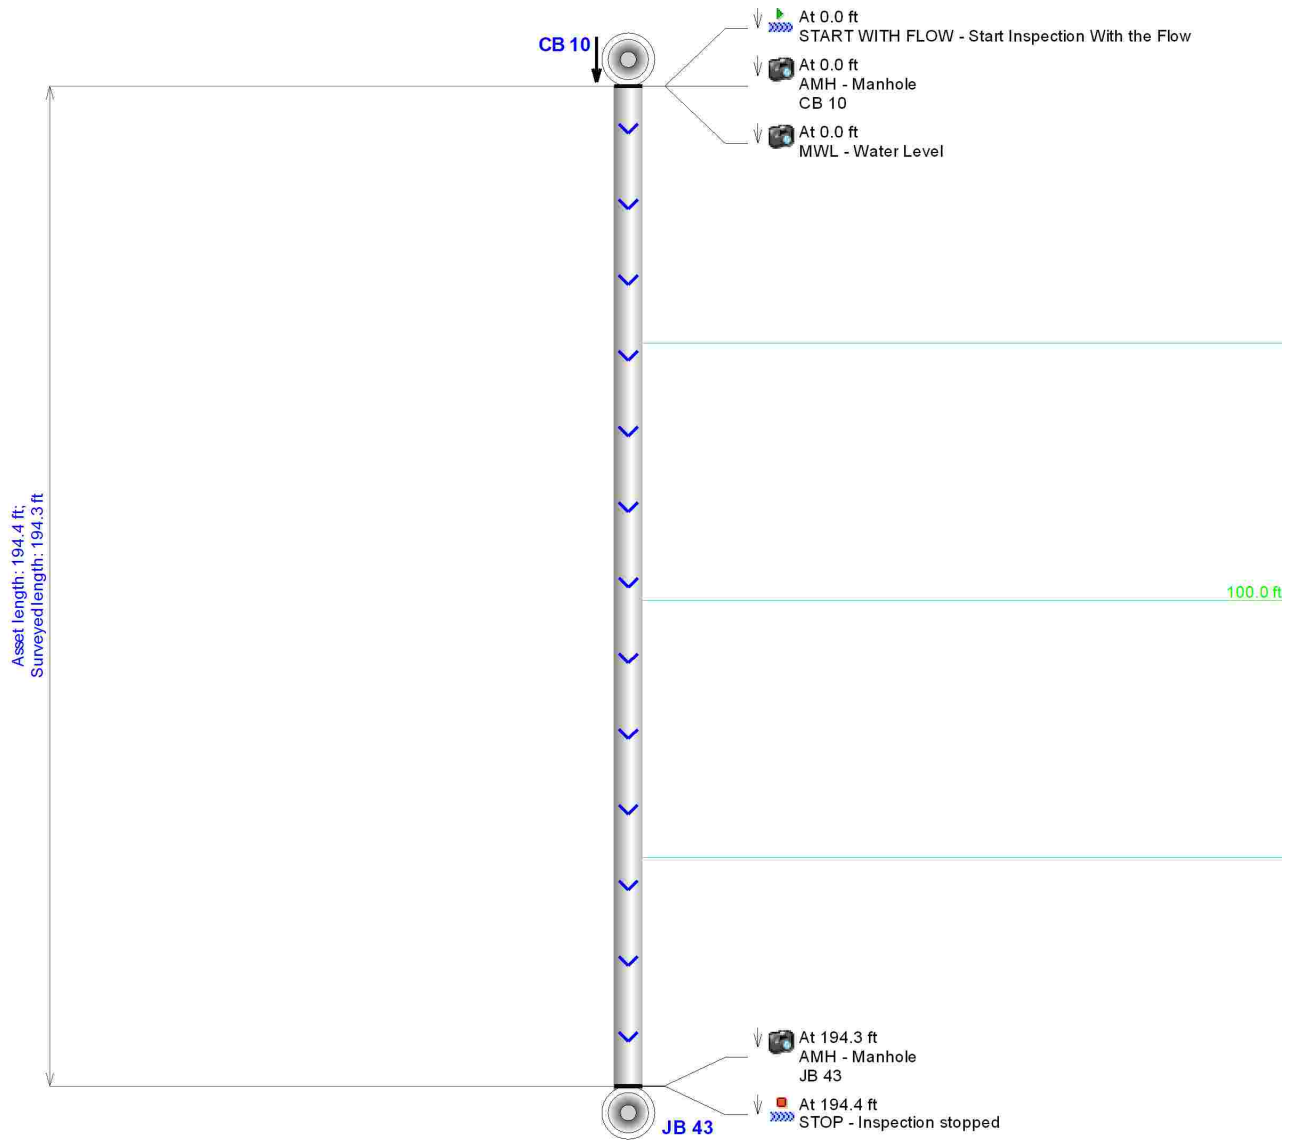 CB 10
At 0.0 ft
START WITH FLOW - Start Inspection With the Flow
At 0.0 ft
AMH - Manhole
CB 10
At 0.0 ft
MWL - Water Level
Asset length: 194.4 ft;
Surveyed length: 194.3 ft
100.0 ft
At 194.3 ft
AMH - Manhole
JB 43
At 194.4 ft
STOP - Inspection stopped
JB 43